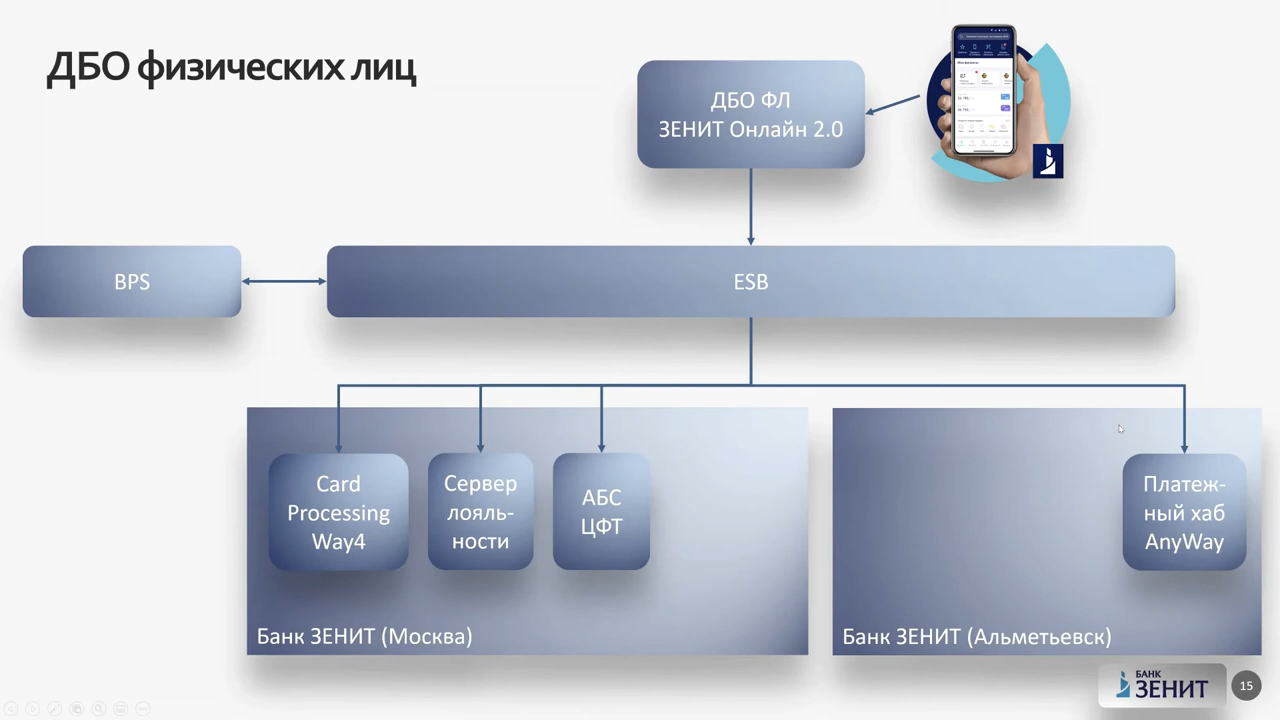 ДБО физических лиц
ДБО ФЛ
ЗЕНИТ Онлайн 2.0
BPS
ESB
Card
Processing
Way4
Сервер
лояль-
ности
АБС
ЦФТ
Платеж-
ный хаб
AnyWay
Банк ЗЕНИТ (Москва)
Банк ЗЕНИТ (Альметьевск)
БАНК
ЗЕНИТ
15